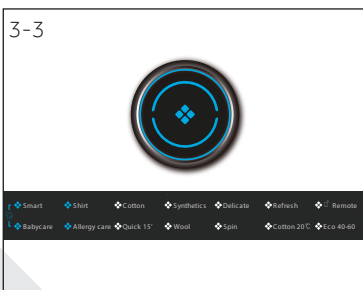 3-3
Smart Shirt Cotton Synthetics Delicate Refresh Remote
Babycare Allergy care Quick 15' Wool Spin Cotton 20℃ Eco 40-60